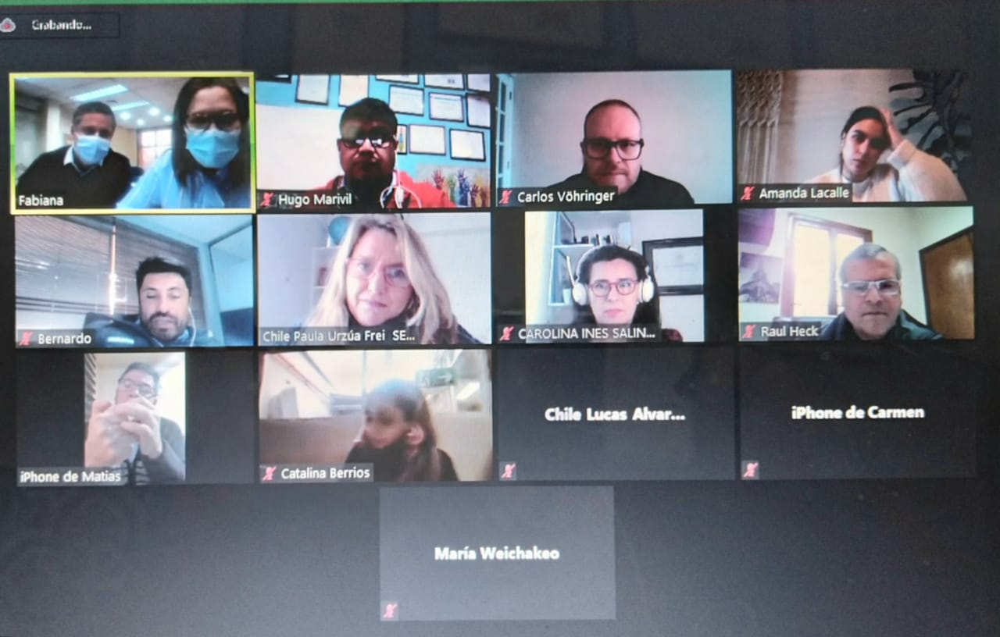 Grabando...
Fabiana
Hugo Marivil
Carlos Vöhringer
Amanda Lacalle
Bernardo
Chile Paula Urzúa Frei SE...
CAROLINA INES SALIN...
Raul Heck
iPhone de Matias
Catalina Berrios
Chile Lucas Alvar...
iPhone de Carmen
María Weichakeo